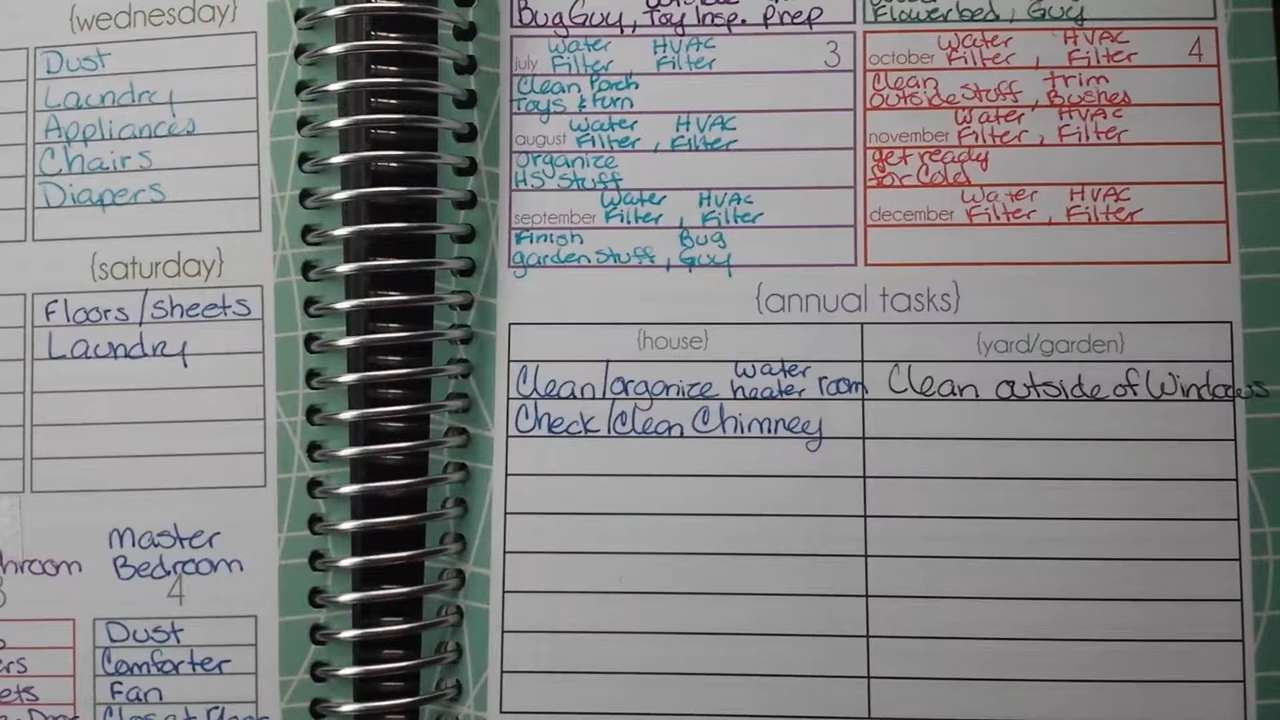 {wednesday}
Dust
Laundry
Appliances
Chairs
Diapers
{saturday}
Floors/Sheets
Laundry
Master
Bedroom
4
Dust
Comforter
Fan
Bug Guy, Toy Insp. Prep
3
july Water Filter, HVAC Filter
Clean Porch
Toys & Furn
august Water Filter, HVAC Filter
Organize
HS Stuff
september Water Filter, HVAC Filter
Finish garden stuff, Bug Guy
Flowerbed, Guy
4
october Water Filter, HVAC Filter
Clean outside stuff, trim Bushes
november Water Filter, HVAC Filter
get ready
for Cold
december Water Filter, HVAC Filter
{annual tasks}
{house}
Clean/organize water heater room
Check/Clean Chimney
{yard/garden}
Clean outside of Windows